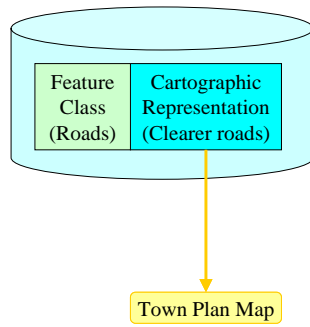 Feature
Class
(Roads)
Cartographic
Representation
(Clearer roads)
Town Plan Map